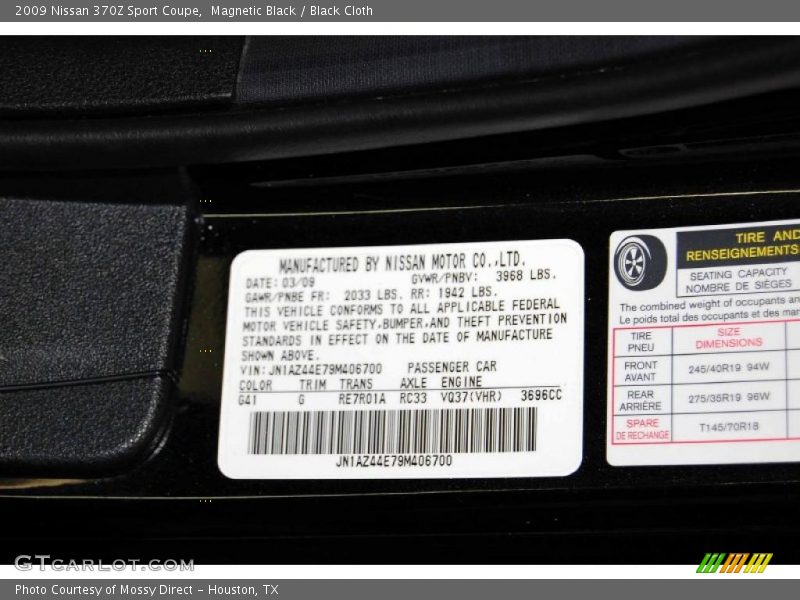 2009 Nissan 370Z Sport Coupe, Magnetic Black / Black Cloth
MANUFACTURED BY NISSAN MOTOR CO.,LTD.
DATE: 03/09 GVWR/PNBV: 3968 LBS.
GAWR/PNBE FR: 2033 LBS. RR: 1942 LBS.
THIS VEHICLE CONFORMS TO ALL APPLICABLE FEDERAL
MOTOR VEHICLE SAFETY,BUMPER,AND THEFT PREVENTION
STANDARDS IN EFFECT ON THE DATE OF MANUFACTURE
SHOWN ABOVE.
VIN: JN1AZ44E79M406700 PASSENGER CAR
COLOR TRIM TRANS AXLE ENGINE
G41 G RE7R01A RC33 VQ37(VHR) 3696CC
JN1AZ44E79M406700
TIRE AND
RENSEIGNEMENTS
SEATING CAPACITY
NOMBRE DE SIÈGES
The combined weight of occupants an
Le poids total des occupants et des mar
TIRE
PNEU
SIZE
DIMENSIONS
FRONT
AVANT
245/40R19 94W
REAR
ARRIÈRE
275/35R19 96W
SPARE
DE RECHANGE
T145/70R18
GTCARLOT.COM
Photo Courtesy of Mossy Direct - Houston, TX